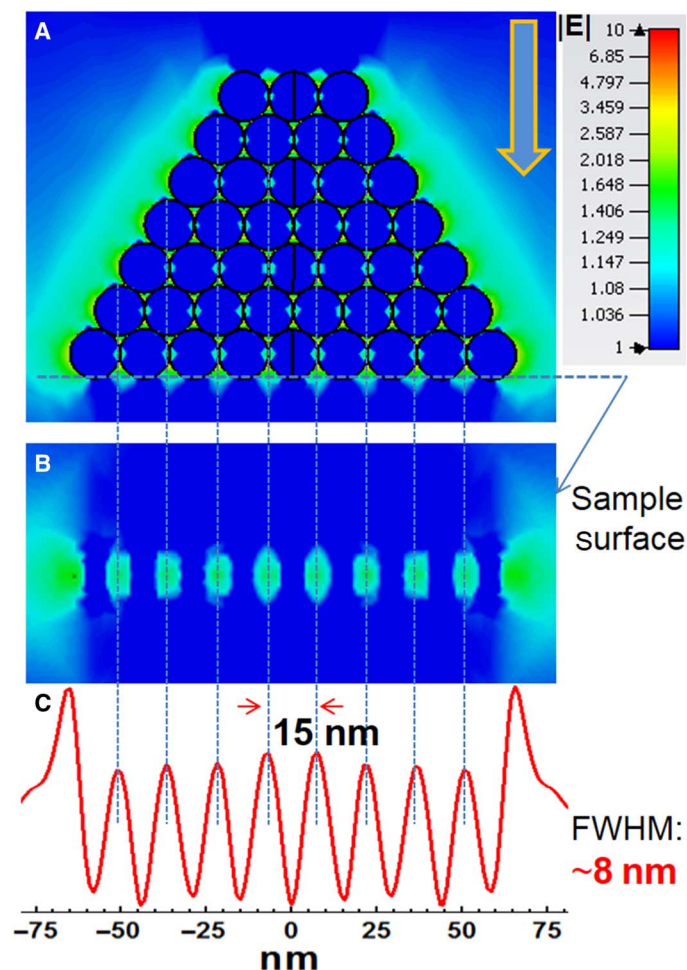 A
|E|
10
6.85
4.797
3.459
2.587
2.018
1.648
1.406
1.249
1.147
1.08
1.036
1
B
Sample
surface
C
15 nm
FWHM:
~8 nm
−75 −50 −25 0 25 50 75
nm